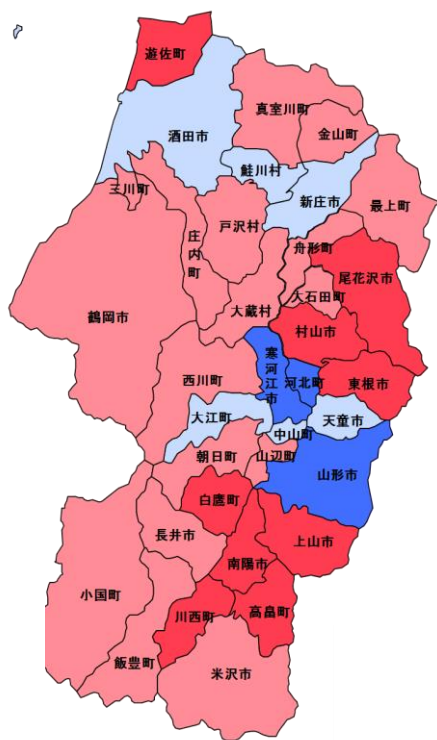 遊佐町
真室川町
金山町
酒田市
鮭川村
新庄市
最上町
三川町
戸沢村
庄内町
舟形町
尾花沢市
大石田町
大蔵村
鶴岡市
村山市
寒河江市
河北町
東根市
西川町
大江町
天童市
中山町
朝日町
山辺町
山形市
白鷹町
長井市
上山市
南陽市
小国町
川西町
高畠町
飯豊町
米沢市